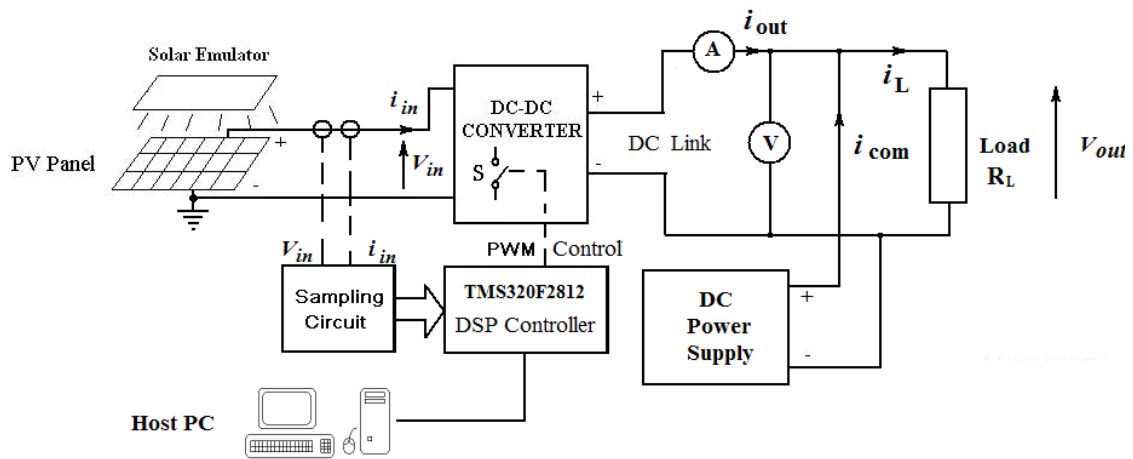 Solar Emulator
PV Panel
+
-
i in
V in
DC-DC
CONVERTER
S
+
-
DC Link
A
i out
V
i L
i com
Load
R L
V out
V in
i in
PWM Control
Sampling
Circuit
TMS320F2812
DSP Controller
DC
Power
Supply
+
-
Host PC